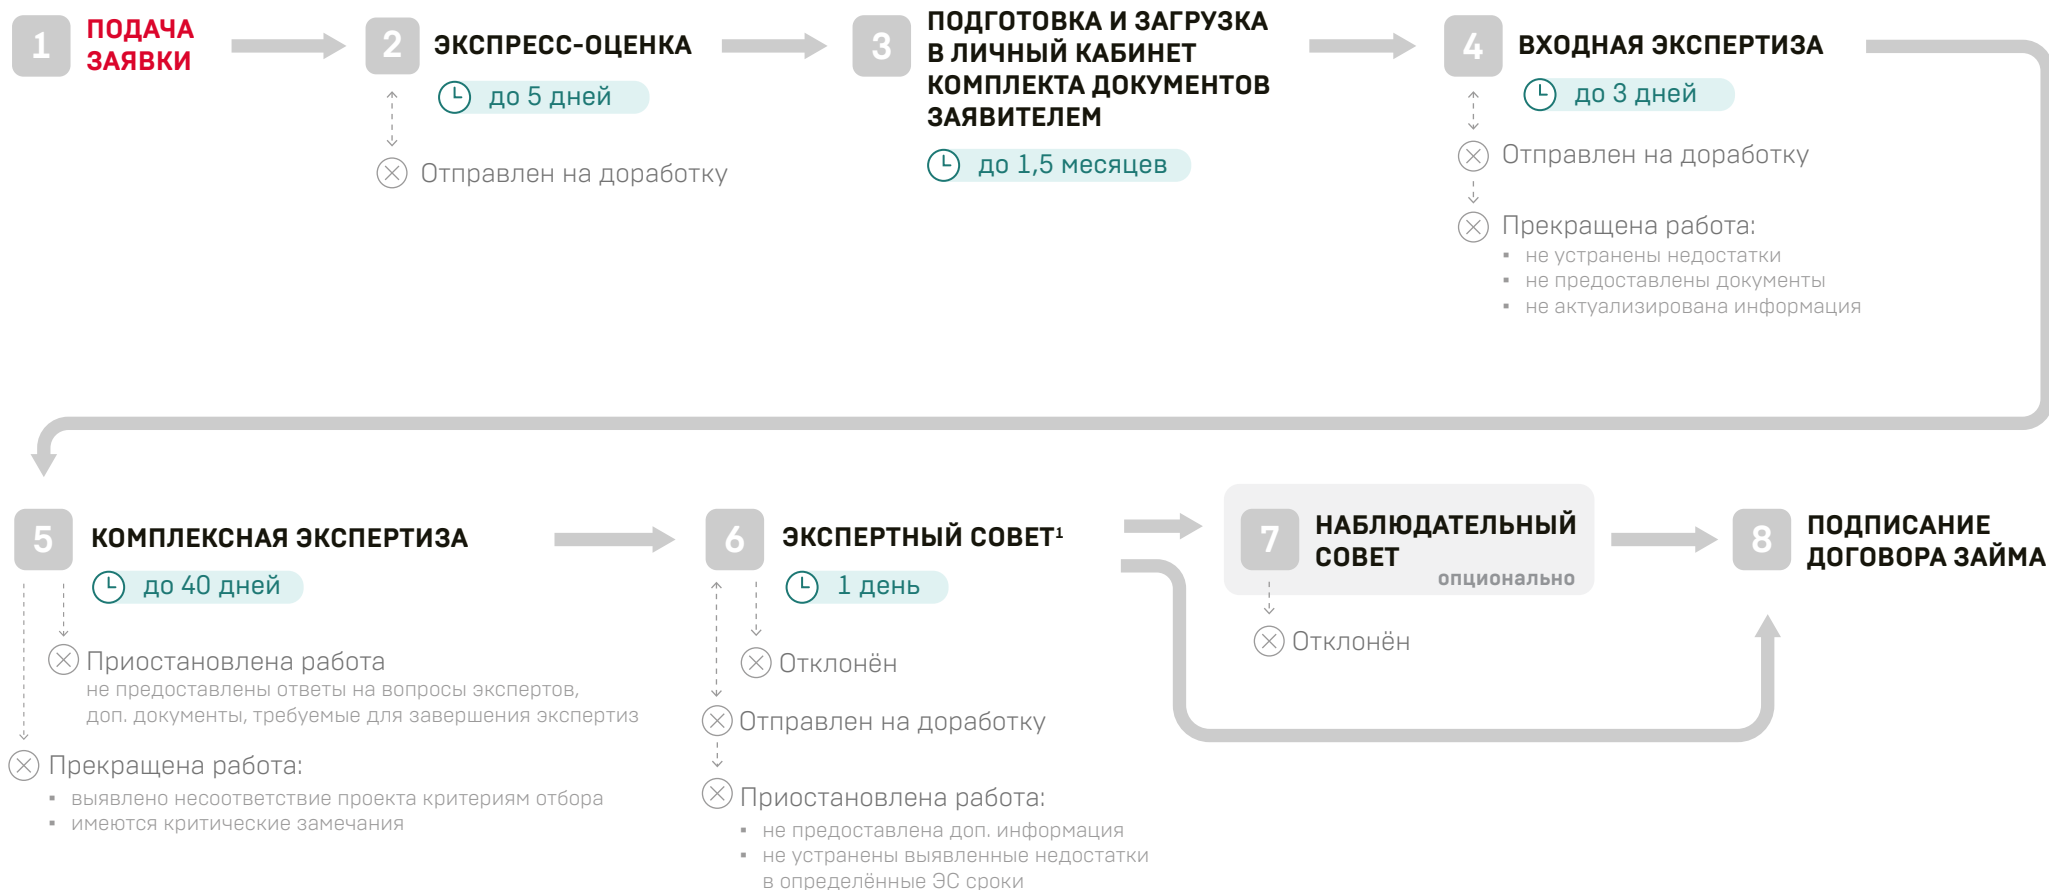 1
ПОДАЧА
ЗАЯВКИ
2
ЭКСПРЕСС-ОЦЕНКА
до 5 дней
Отправлен на доработку
3
ПОДГОТОВКА И ЗАГРУЗКА
В ЛИЧНЫЙ КАБИНЕТ
КОМПЛЕКТА ДОКУМЕНТОВ
ЗАЯВИТЕЛЕМ
до 1,5 месяцев
4
ВХОДНАЯ ЭКСПЕРТИЗА
до 3 дней
Отправлен на доработку
Прекращена работа:
▪ не устранены недостатки
▪ не предоставлены документы
▪ не актуализирована информация
5
КОМПЛЕКСНАЯ ЭКСПЕРТИЗА
до 40 дней
Приостановлена работа
не предоставлены ответы на вопросы экспертов,
доп. документы, требуемые для завершения экспертиз
Прекращена работа:
▪ выявлено несоответствие проекта критериям отбора
▪ имеются критические замечания
6
ЭКСПЕРТНЫЙ СОВЕТ¹
1 день
Отклонён
Отправлен на доработку
Приостановлена работа:
▪ не предоставлена доп. информация
▪ не устранены выявленные недостатки
в определённые ЭС сроки
7
НАБЛЮДАТЕЛЬНЫЙ
СОВЕТ
опционально
Отклонён
8
ПОДПИСАНИЕ
ДОГОВОРА ЗАЙМА